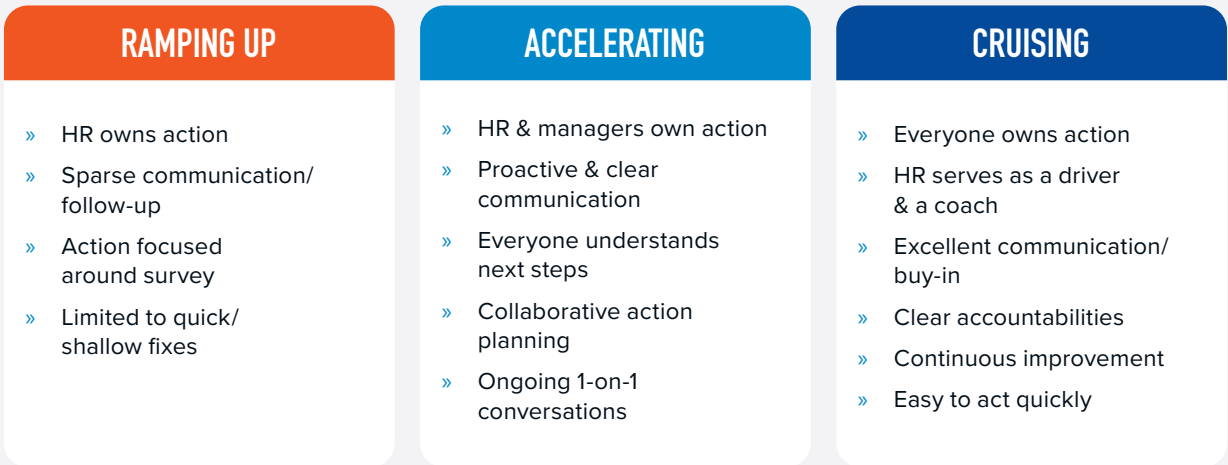 RAMPING UP
» HR owns action
» Sparse communication/
follow-up
» Action focused
around survey
» Limited to quick/
shallow fixes
ACCELERATING
» HR & managers own action
» Proactive & clear
communication
» Everyone understands
next steps
» Collaborative action
planning
» Ongoing 1-on-1
conversations
CRUISING
» Everyone owns action
» HR serves as a driver
& a coach
» Excellent communication/
buy-in
» Clear accountabilities
» Continuous improvement
» Easy to act quickly